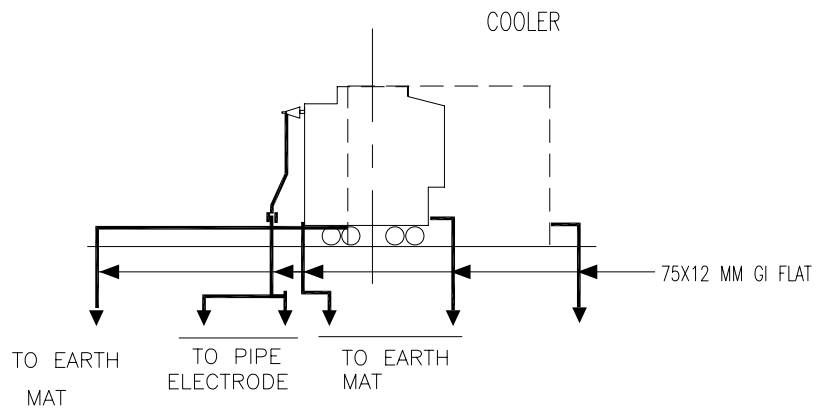 COOLER
75X12 MM GI FLAT
TO EARTH
MAT
TO PIPE
ELECTRODE
TO EARTH
MAT